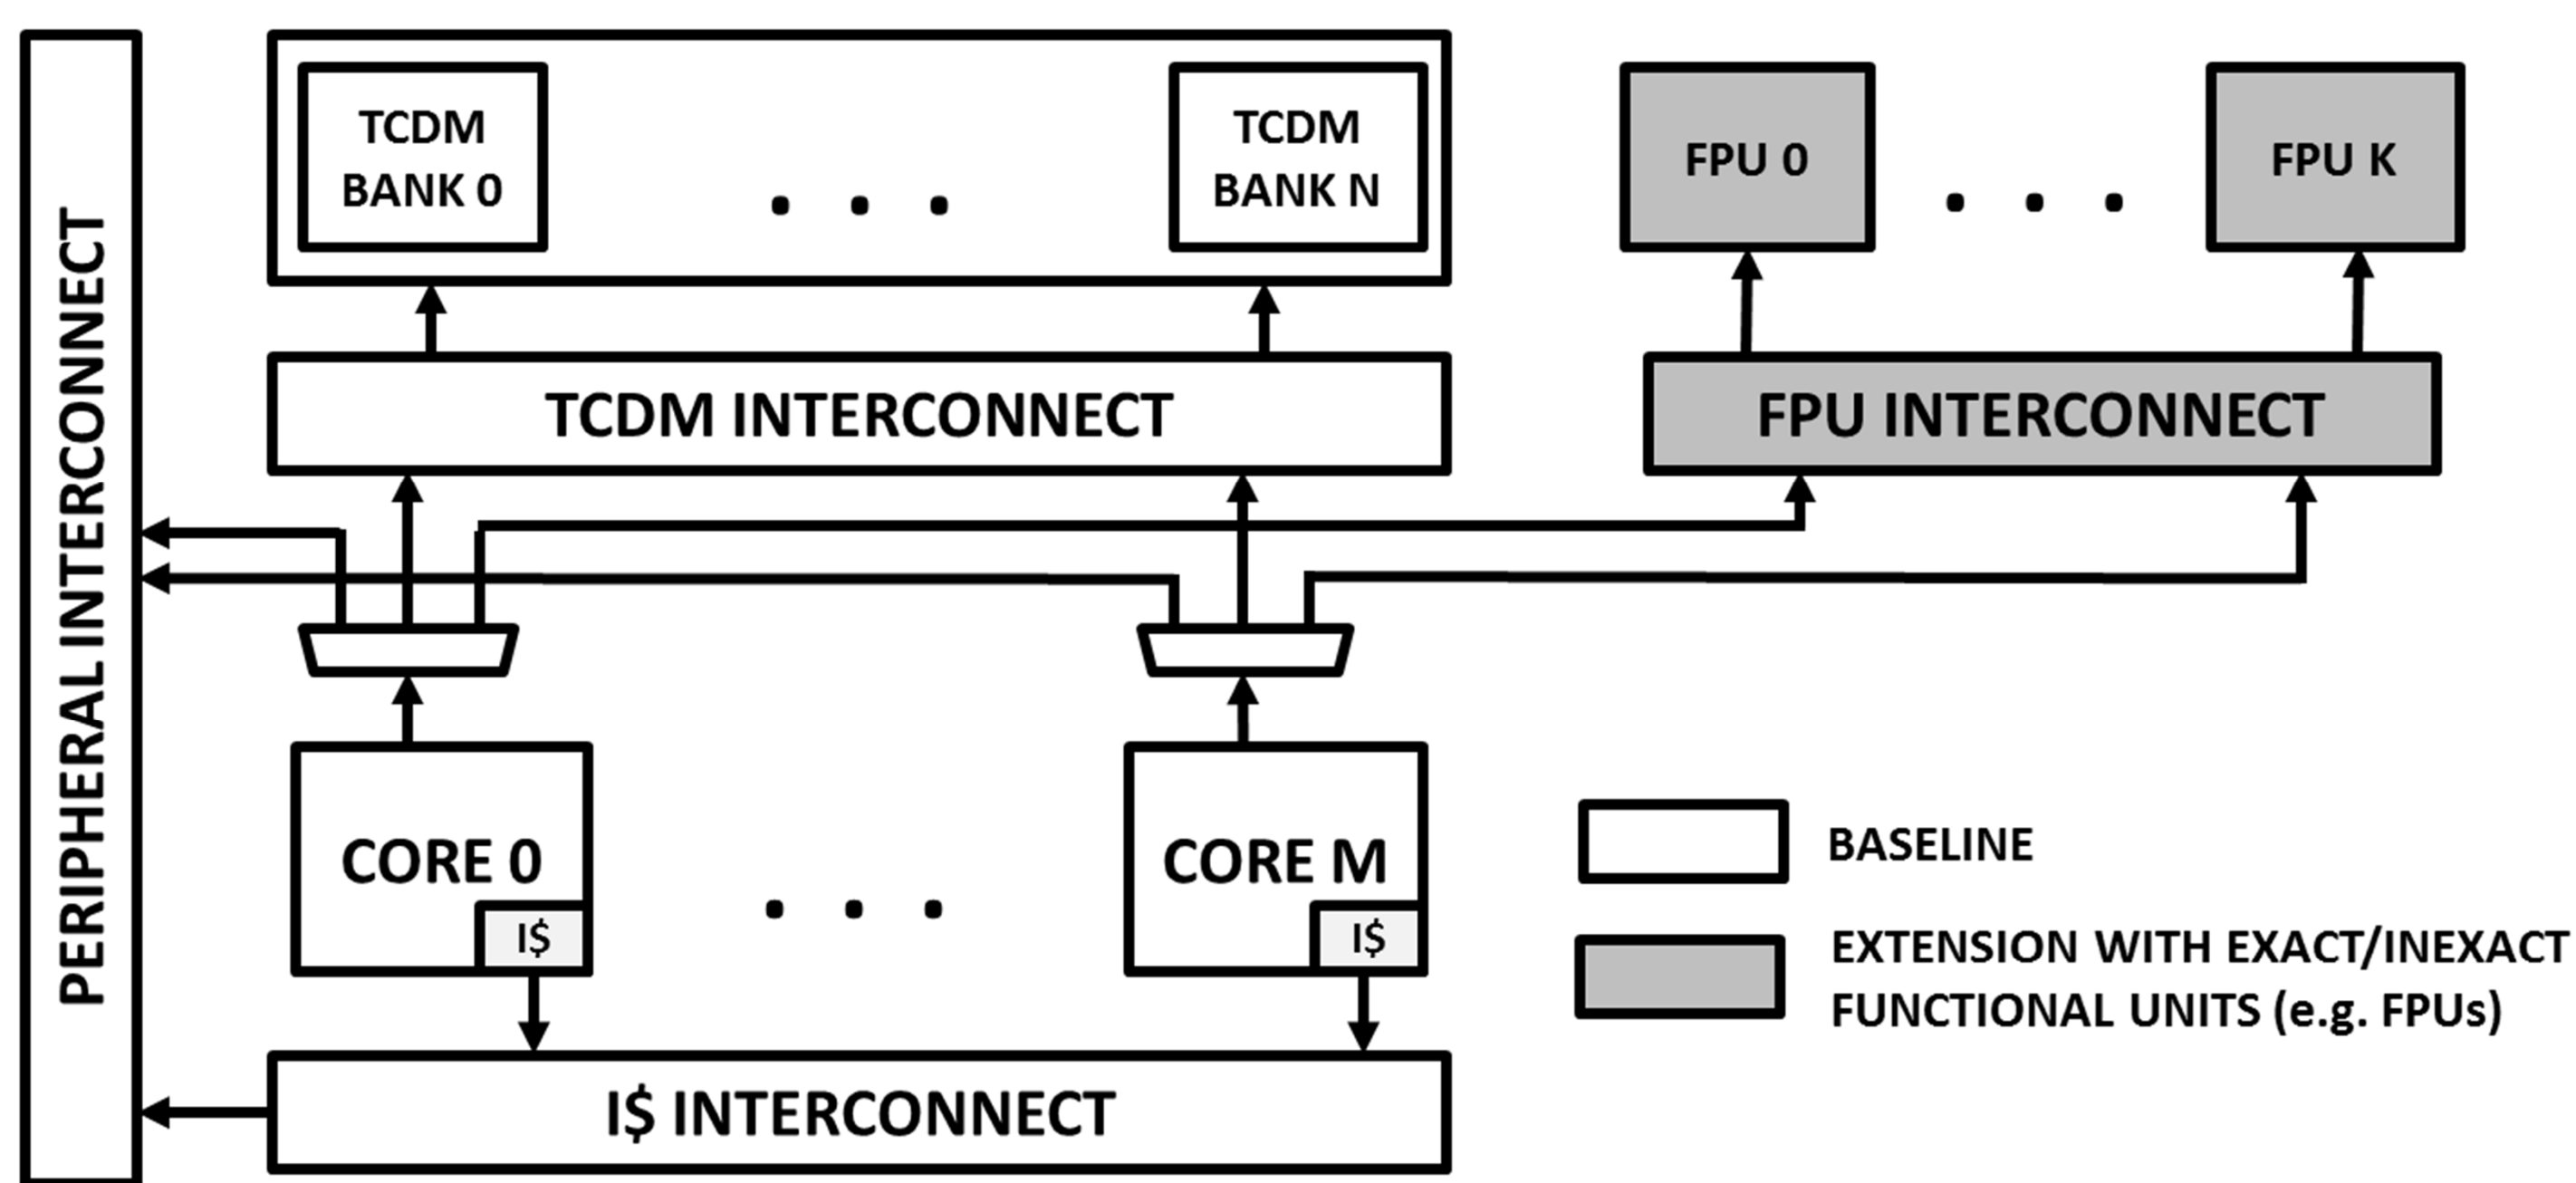 PERIPHERAL INTERCONNECT
TCDM
BANK 0
TCDM
BANK N
FPU 0
FPU K
TCDM INTERCONNECT
FPU INTERCONNECT
CORE 0
I$
CORE M
I$
BASELINE
EXTENSION WITH EXACT/INEXACT
FUNCTIONAL UNITS (e.g. FPUs)
I$ INTERCONNECT